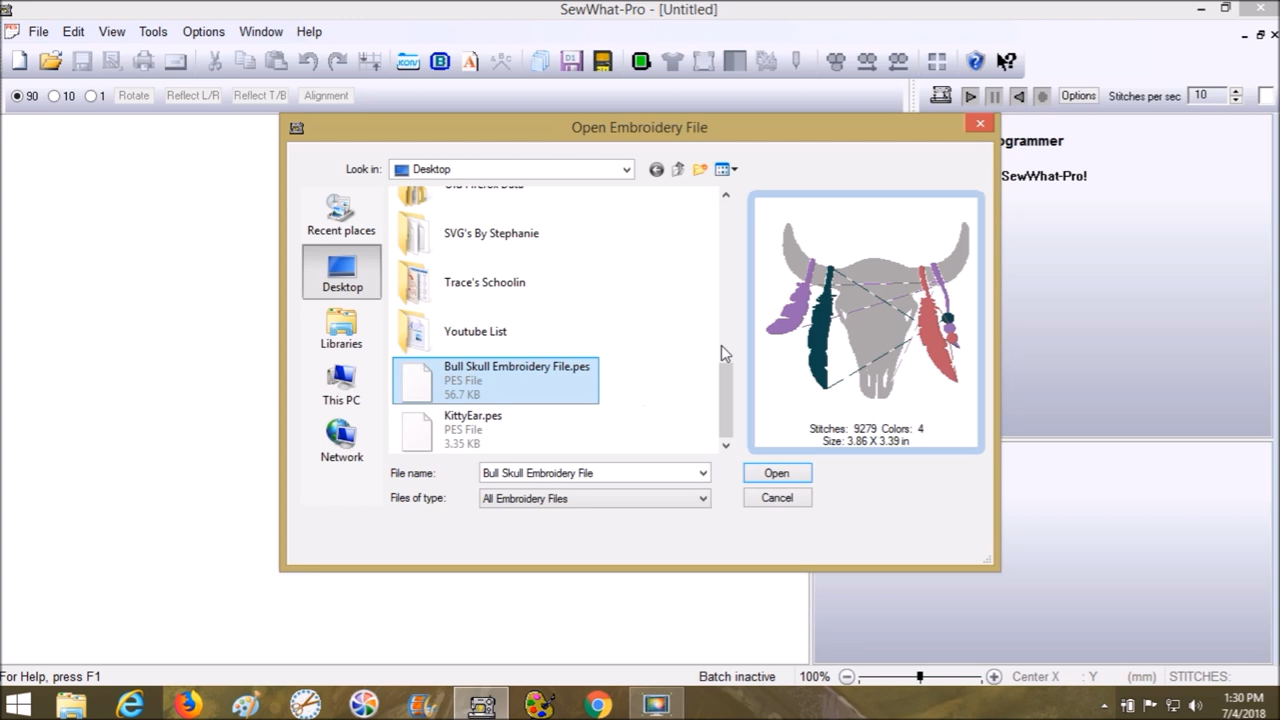 SewWhat-Pro - [Untitled]
PES
File Edit View Tools Options Window Help
90 10 1 Rotate Reflect L/R Reflect T/B Alignment
Options Stitches per sec 10
Open Embroidery File
ogrammer
SewWhat-Pro!
Look in: Desktop
Recent places
Desktop
Libraries
This PC
Network
Old Firefox Data
SVG's By Stephanie
Trace's Schoolin
Youtube List
Bull Skull Embroidery File.pes
PES File
56.7 KB
KittyEar.pes
PES File
3.35 KB
Stitches: 9279 Colors: 4
Size: 3.86 X 3.39 in
File name: Bull Skull Embroidery File
Open
Files of type: All Embroidery Files
Cancel
For Help, press F1
Batch inactive 100% Center X : Y (mm) STITCHES:
1:30 PM
7/4/2018